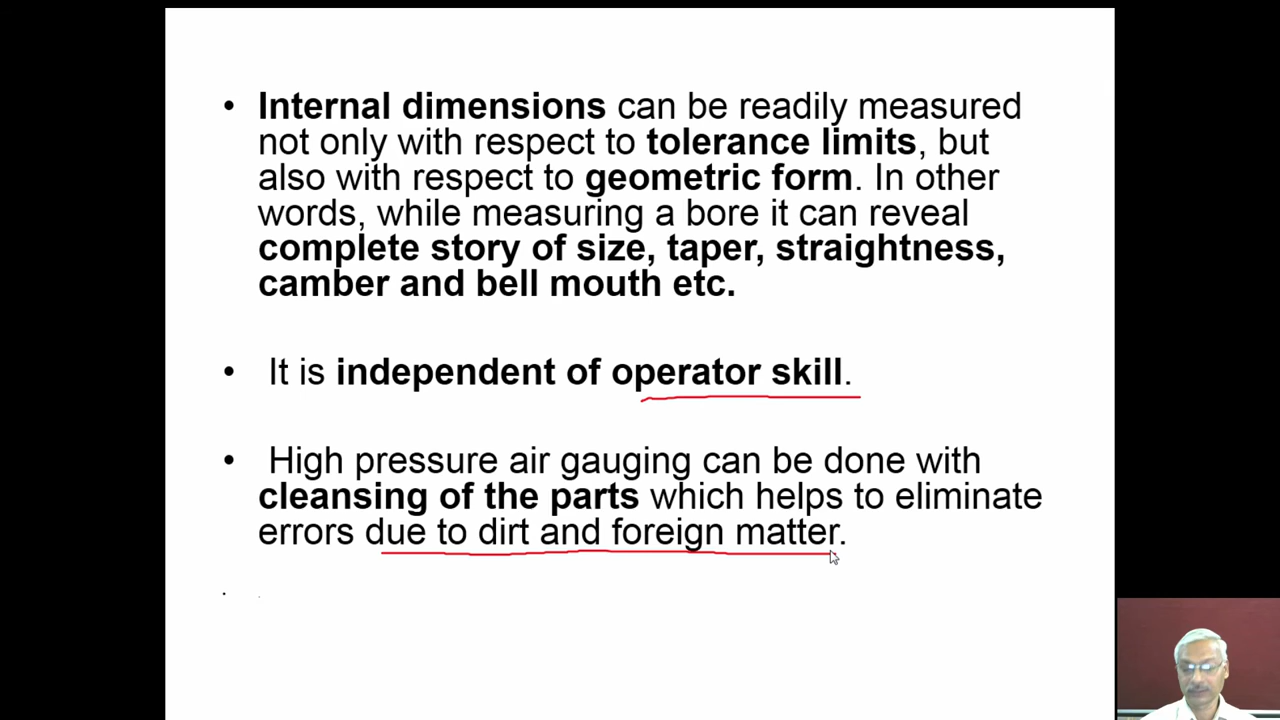 • Internal dimensions can be readily measured
not only with respect to tolerance limits, but
also with respect to geometric form. In other
words, while measuring a bore it can reveal
complete story of size, taper, straightness,
camber and bell mouth etc.
• It is independent of operator skill.
• High pressure air gauging can be done with
cleansing of the parts which helps to eliminate
errors due to dirt and foreign matter.
• .